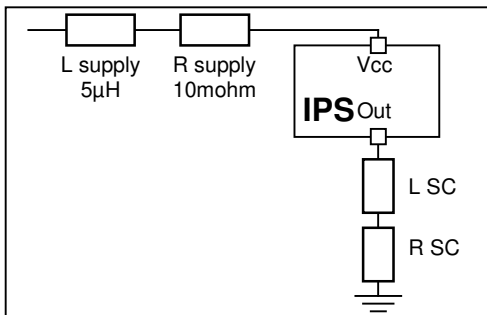 L supply
5µH
R supply
10mohm
Vcc
IPS Out
L SC
R SC